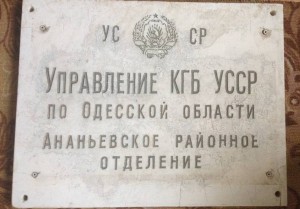 УС СР
Управление КГБ УССР
по Одесской области
Ананьевское районное
отделение